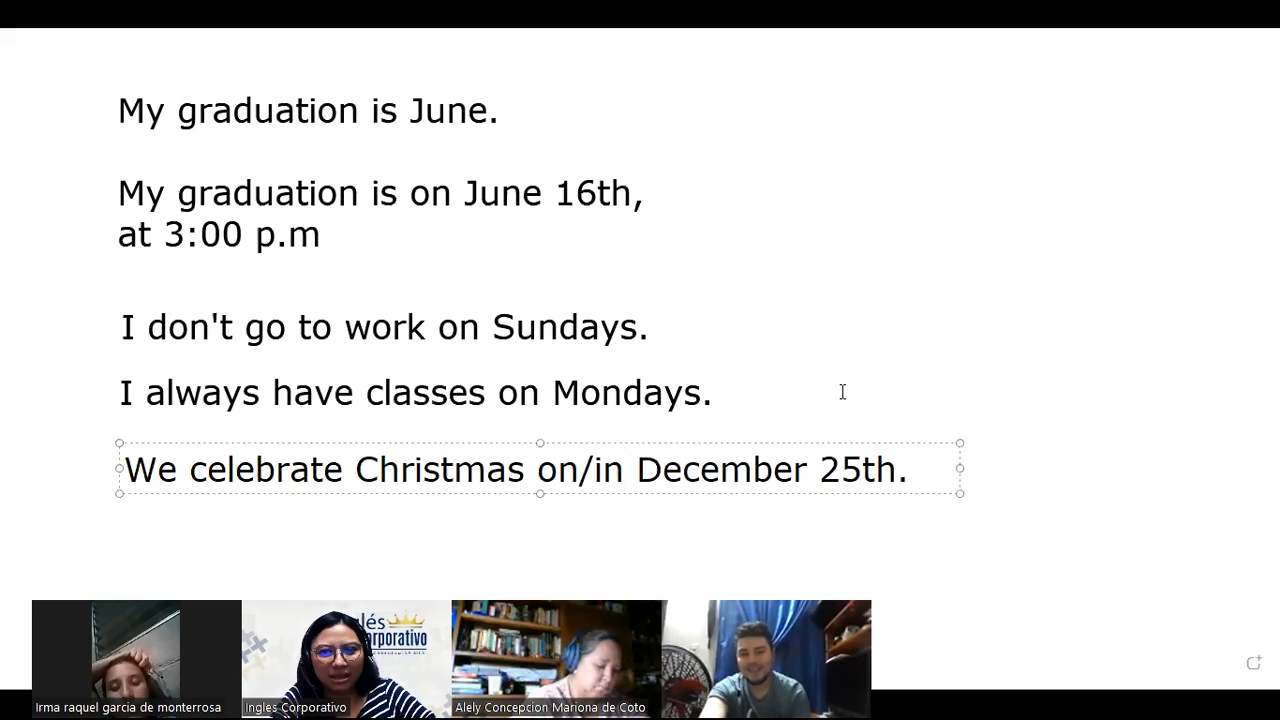 My graduation is June.
My graduation is on June 16th,
at 3:00 p.m
I don't go to work on Sundays.
I always have classes on Mondays.
We celebrate Christmas on/in December 25th.
Irma raquel garcia de monterrosa
Ingles Corporativo
Alely Concepcion Mariona de Coto